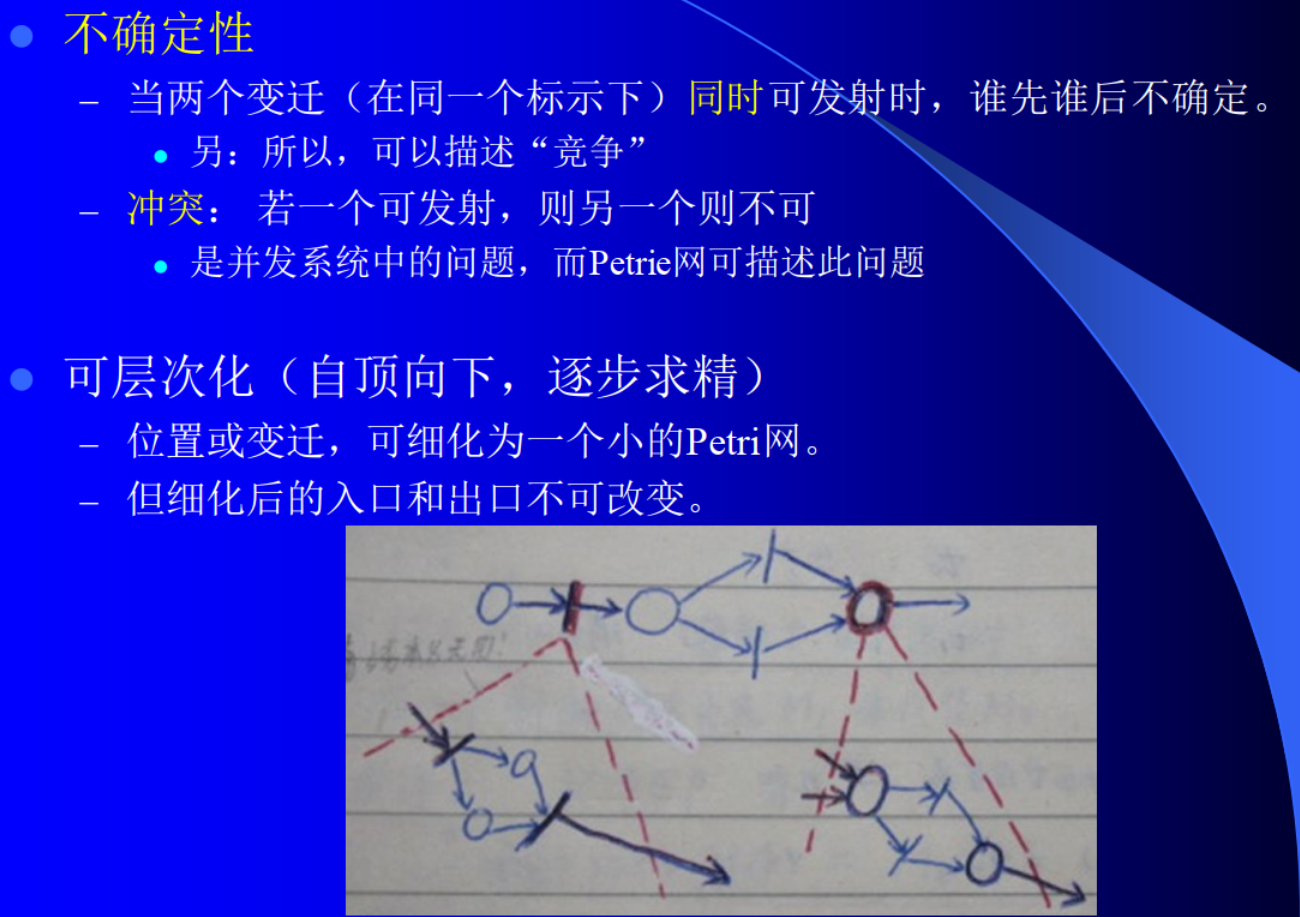 不确定性
– 当两个变迁（在同一个标示下）同时可发射时，谁先谁后不确定。
另：所以，可以描述“竞争”
– 冲突： 若一个可发射，则另一个则不可
是并发系统中的问题，而Petrie网可描述此问题
可层次化（自顶向下，逐步求精）
– 位置或变迁，可细化为一个小的Petri网。
– 但细化后的入口和出口不可改变。